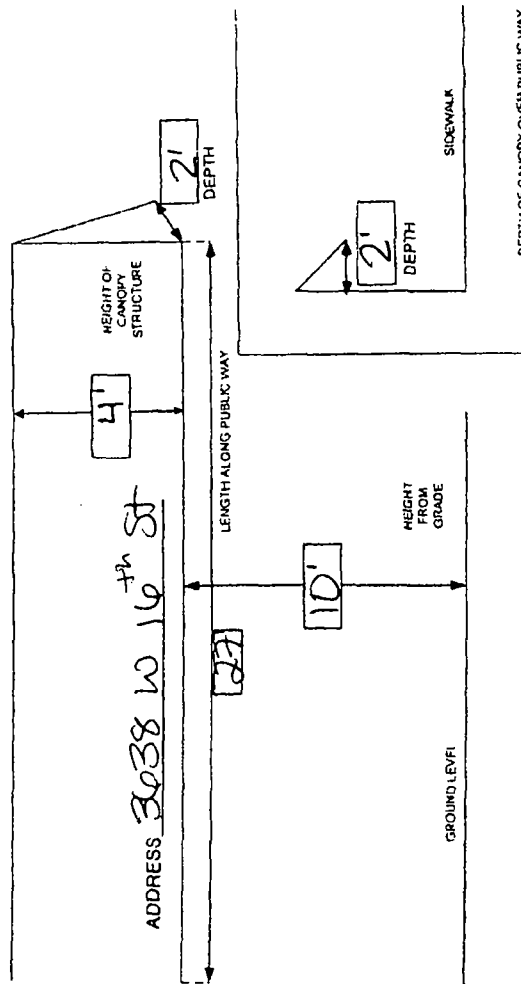 ADDRESS 3638 W 16th St
4'
HEIGHT OF
CANOPY
STRUCTURE
2'
DEPTH
LENGTH ALONG PUBLIC WAY
27
10'
HEIGHT
FROM
GRADE
GROUND LEVEL
2'
DEPTH
SIDEWALK
DEPTH OF CANOPY OVER PUBLIC WAY